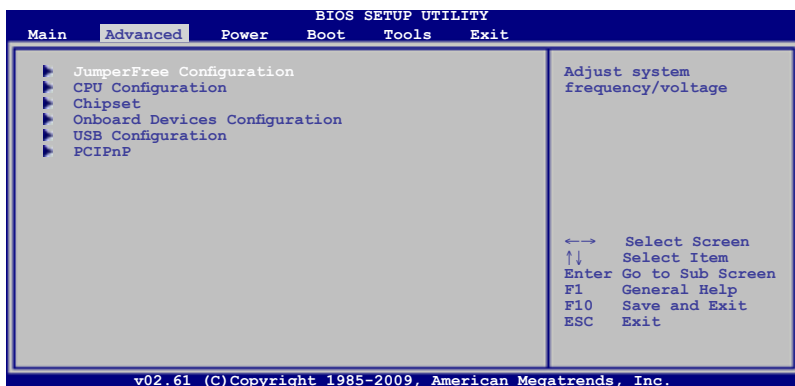 BIOS SETUP UTILITY
Main Advanced Power Boot Tools Exit
JumperFree Configuration
CPU Configuration
Chipset
Onboard Devices Configuration
USB Configuration
PCIPnP
Adjust system
frequency/voltage
←→ Select Screen
↑↓ Select Item
Enter Go to Sub Screen
F1 General Help
F10 Save and Exit
ESC Exit
v02.61 (C)Copyright 1985-2009, American Megatrends, Inc.